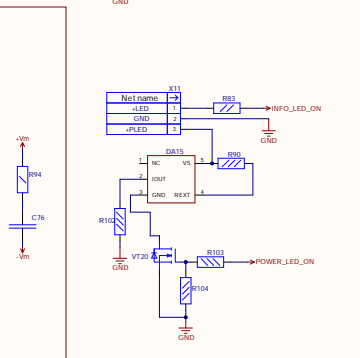 GND
X11
Net name
+LED 1
GND 2
+PLED 3
R83
INFO_LED_ON
GND
+Vm
R94
C76
-Vm
DA15
1 NC VS 5
R90
2 IOUT
3 GND REXT 4
R102
GND
VT20
R103
POWER_LED_ON
R104
GND